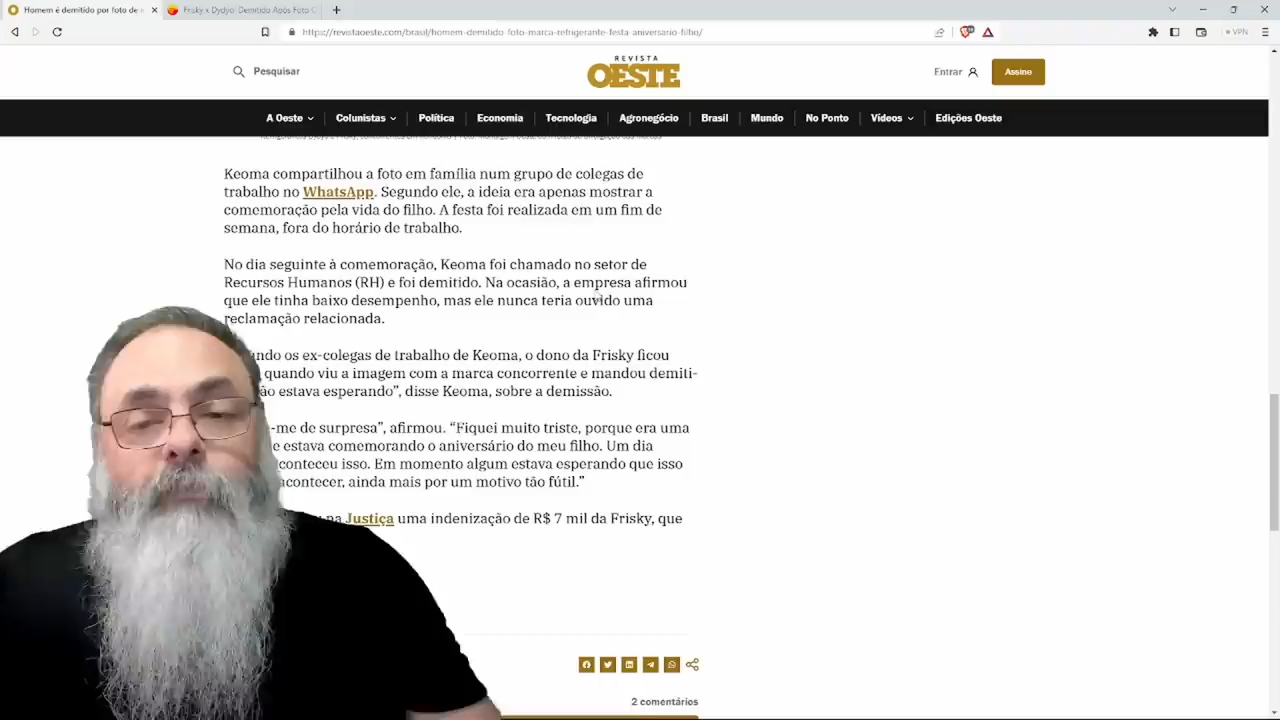 Homem é demitido por foto de
Frisky x Dydyo: Demitido Após Foto C
https://revistaoeste.com/brasil/homem-demitido-foto-marca-refrigerante-festa-aniversario-filho/
VPN
Pesquisar
REVISTA
OESTE
Entrar
Assine
A Oeste
Colunistas
Política
Economia
Tecnologia
Agronegócio
Brasil
Mundo
No Ponto
Vídeos
Edições Oeste
Keoma compartilhou a foto em família num grupo de colegas de
trabalho no WhatsApp. Segundo ele, a ideia era apenas mostrar a
comemoração pela vida do filho. A festa foi realizada em um fim de
semana, fora do horário de trabalho.
No dia seguinte à comemoração, Keoma foi chamado no setor de
Recursos Humanos (RH) e foi demitido. Na ocasião, a empresa afirmou
que ele tinha baixo desempenho, mas ele nunca teria ouvido uma
reclamação relacionada.
ndo os ex-colegas de trabalho de Keoma, o dono da Frisky ficou
quando viu a imagem com a marca concorrente e mandou demiti-
ão estava esperando”, disse Keoma, sobre a demissão.
-me de surpresa”, afirmou. “Fiquei muito triste, porque era uma
e estava comemorando o aniversário do meu filho. Um dia
conteceu isso. Em momento algum estava esperando que isso
acontecer, ainda mais por um motivo tão fútil.”
na Justiça uma indenização de R$ 7 mil da Frisky, que
2 comentários